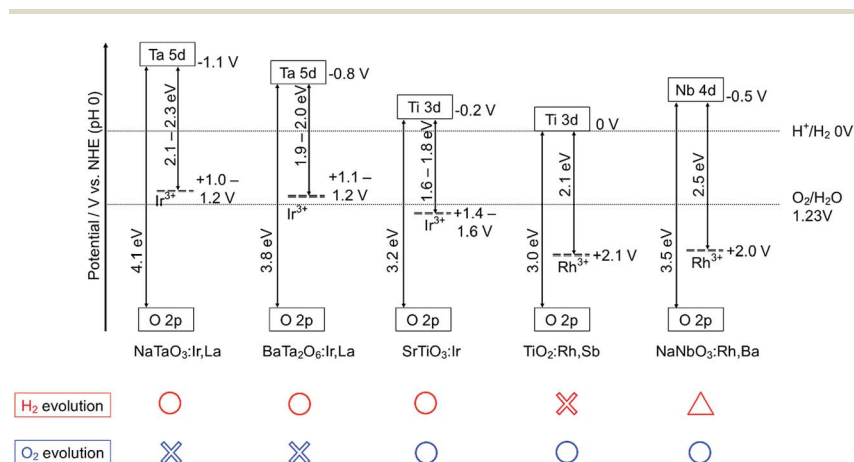 Potential / V vs. NHE (pH 0)
Ta 5d
-1.1 V
2.1 – 2.3 eV
+1.0 –
1.2 V
Ir³⁺
4.1 eV
O 2p
NaTaO₃:Ir,La
Ta 5d
-0.8 V
1.9 – 2.0 eV
+1.1 –
1.2 V
Ir³⁺
3.8 eV
O 2p
BaTa₂O₆:Ir,La
Ti 3d
-0.2 V
1.6 – 1.8 eV
Ir³⁺
+1.4 –
1.6 V
3.2 eV
O 2p
SrTiO₃:Ir
Ti 3d
0 V
2.1 eV
Rh³⁺
+2.1 V
3.0 eV
O 2p
TiO₂:Rh,Sb
Nb 4d
-0.5 V
2.5 eV
Rh³⁺
+2.0 V
3.5 eV
O 2p
NaNbO₃:Rh,Ba
H⁺/H₂ 0V
O₂/H₂O
1.23V
H₂ evolution
O₂ evolution